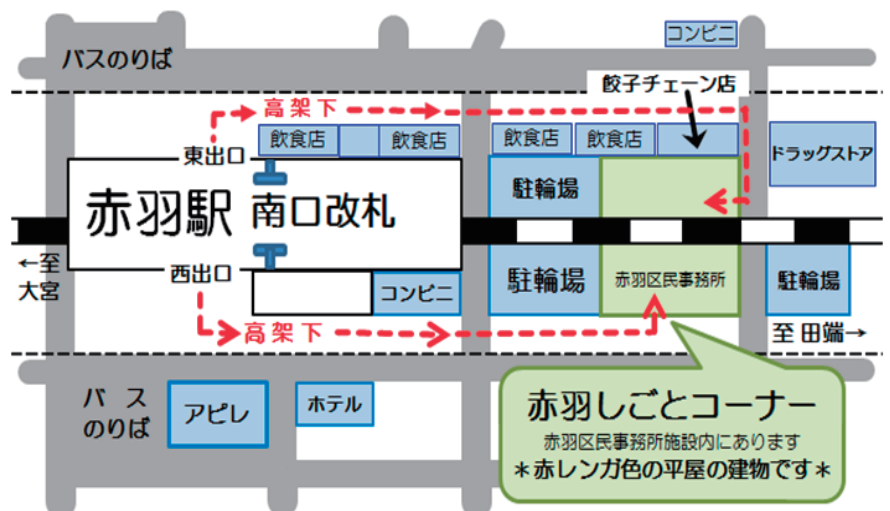 コンビニ
バスのりば
餃子チェーン店
高架下
飲食店
飲食店
飲食店
飲食店
ドラッグストア
東出口
駐輪場
赤羽駅
南口改札
←至
大宮
西出口
コンビニ
駐輪場
赤羽区民事務所
駐輪場
高架下
至田端→
バス
のりば
アピレ
ホテル
赤羽しごとコーナー
赤羽区民事務所施設内にあります
*赤レンガ色の平屋の建物です*